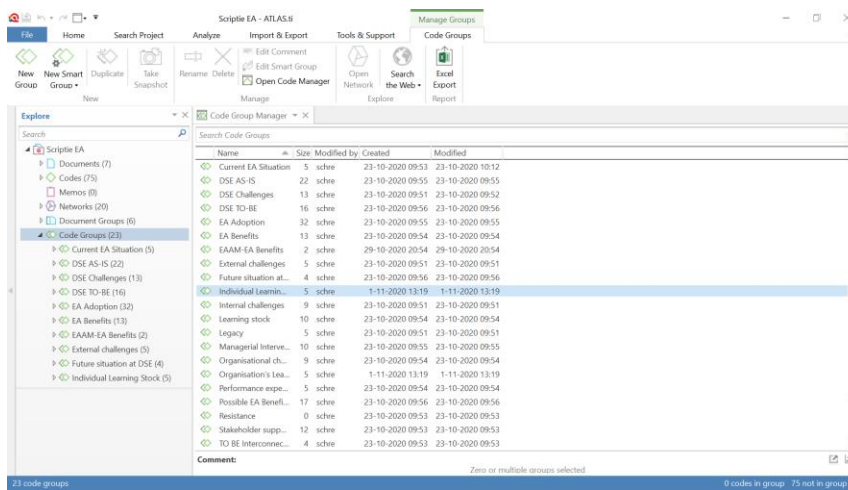 Scriptie EA - ATLAS.ti
Manage Groups
File Home Search Project Analyze Import & Export Tools & Support Code Groups
New Group
New Smart Group
Duplicate
Take Snapshot
Rename Delete
Edit Comment
Edit Smart Group
Open Code Manager
Open Network
Search the Web
Excel Export
New Manage Explore Report
Explore
Search
Scriptie EA
Documents (7)
Codes (75)
Memos (0)
Networks (20)
Document Groups (6)
Code Groups (23)
Current EA Situation (5)
DSE AS-IS (22)
DSE Challenges (13)
DSE TO-BE (16)
EA Adoption (32)
EA Benefits (13)
EAAM-EA Benefits (2)
External challenges (5)
Future situation at DSE (4)
Individual Learning Stock (5)
Code Group Manager
Search Code Groups
Name Size Modified by Created Modified
Current EA Situation 5 schre 23-10-2020 09:53 23-10-2020 10:12
DSE AS-IS 22 schre 23-10-2020 09:55 23-10-2020 09:55
DSE Challenges 13 schre 23-10-2020 09:51 23-10-2020 09:52
DSE TO-BE 16 schre 23-10-2020 09:56 23-10-2020 09:56
EA Adoption 32 schre 23-10-2020 09:55 23-10-2020 09:55
EA Benefits 13 schre 23-10-2020 09:54 23-10-2020 09:54
EAAM-EA Benefits 2 schre 29-10-2020 20:54 29-10-2020 20:54
External challenges 5 schre 23-10-2020 09:51 23-10-2020 09:51
Future situation at... 4 schre 23-10-2020 09:56 23-10-2020 09:56
Individual Learnin... 5 schre 1-11-2020 13:19 1-11-2020 13:19
Internal challenges 9 schre 23-10-2020 09:51 23-10-2020 09:51
Learning stock 10 schre 23-10-2020 09:54 23-10-2020 09:54
Legacy 5 schre 23-10-2020 09:51 23-10-2020 09:51
Managerial Interve... 10 schre 23-10-2020 09:55 23-10-2020 09:55
Organisational ch... 9 schre 23-10-2020 09:54 23-10-2020 09:54
Organisation's Lea... 5 schre 1-11-2020 13:19 1-11-2020 13:19
Performance expe... 5 schre 23-10-2020 09:54 23-10-2020 09:54
Possible EA Benefi... 17 schre 23-10-2020 09:56 23-10-2020 09:56
Resistance 0 schre 23-10-2020 09:53 23-10-2020 09:53
Stakeholder supp... 12 schre 23-10-2020 09:53 23-10-2020 09:53
TO BE Interconnec... 4 schre 23-10-2020 09:53 23-10-2020 09:53
Comment:
Zero or multiple groups selected
23 code groups
0 codes in group 75 not in group